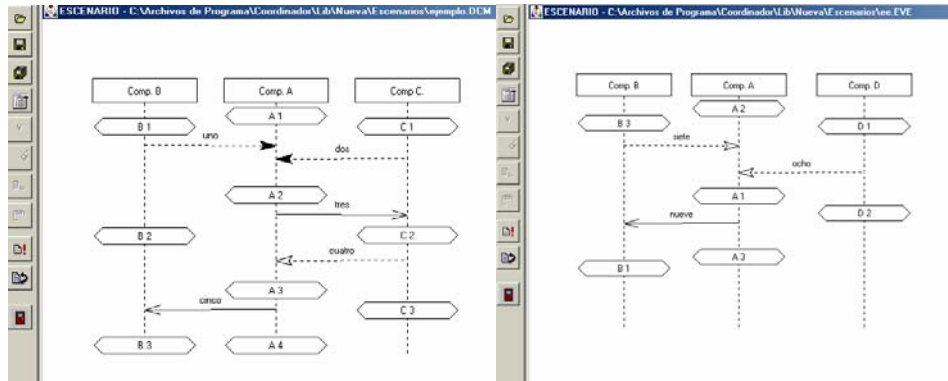 ESCENARIO - C:\Archivos de Programa\Coordinador\Lib\Nueva\Escenarios\ejemplo.DCM
Comp. B
Comp. A
Comp C.
A 1
B 1
C 1
uno
dos
A 2
tres
B 2
C 2
cuatro
A 3
cinco
C 3
B 3
A 4
ESCENARIO - C:\Archivos de Programa\Coordinador\Lib\Nueva\Escenarios\ee.EVE
Comp. B
Comp. A
Comp. D
A 2
B 3
D 1
siete
ocho
A 1
nueve
D 2
A 3
B 1